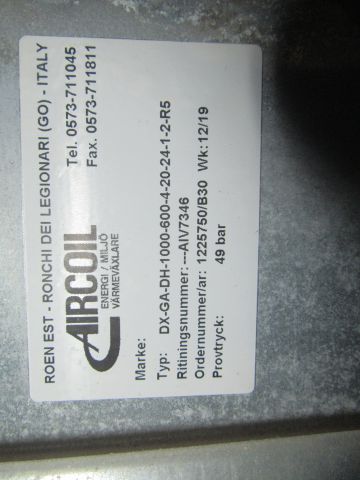 ROEN EST - RONCHI DEI LEGIONARI (GO) - ITALY
Tel. 0573-711045
Fax. 0573-711811
AIRCOIL
ENERGI / MILJÖ
VÄRMEVÄXLARE
Marke:
Typ: DX-GA-DH-1000-600-4-20-24-1-2-R5
Ritiningsnummer: ---AIV7346
Ordernummer/ar: 1225750/B30 Wk: 12/19
Provtryck: 49 bar